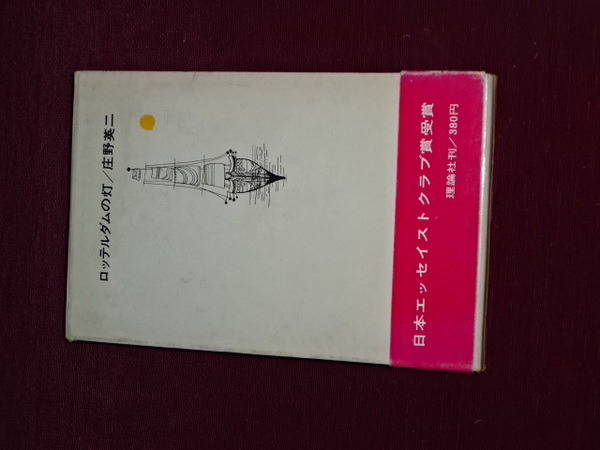 ロッテルダムの灯／庄野英二
日本エッセイストクラブ賞受賞
理論社刊／380円